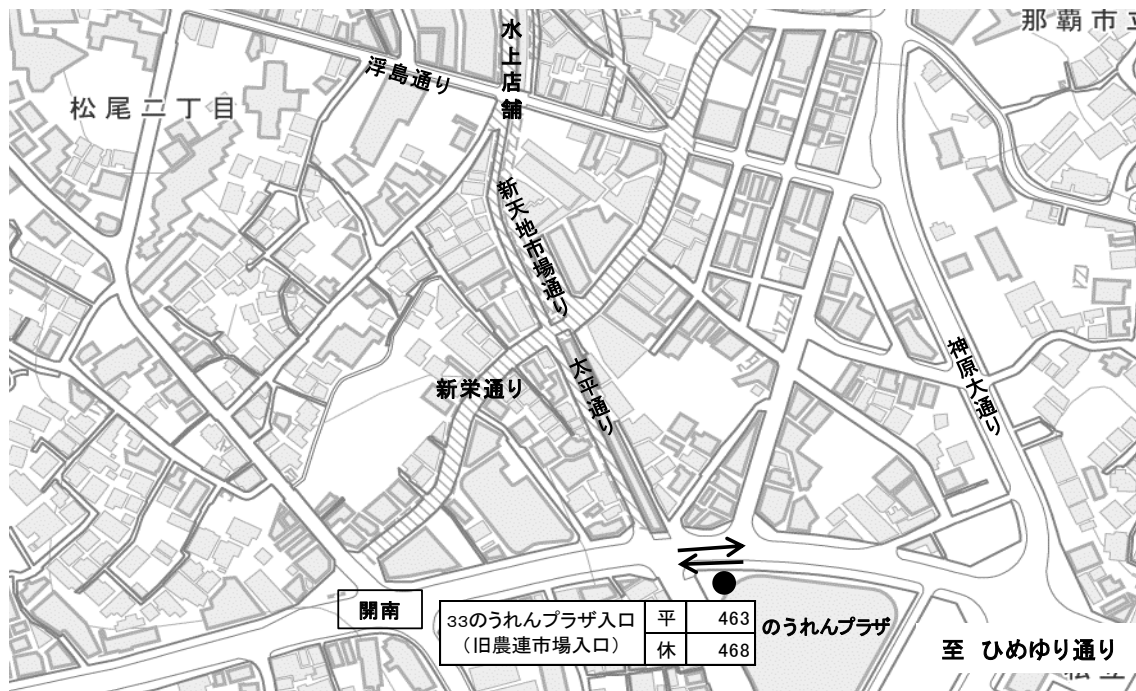 那覇市立
水上店舗
浮島通り
松尾二丁目
新天地市場通り
神原大通り
太平通り
新栄通り
開南
33のうれんプラザ入口
(旧農連市場入口)
平 463
休 468
のうれんプラザ
至 ひめゆり通り